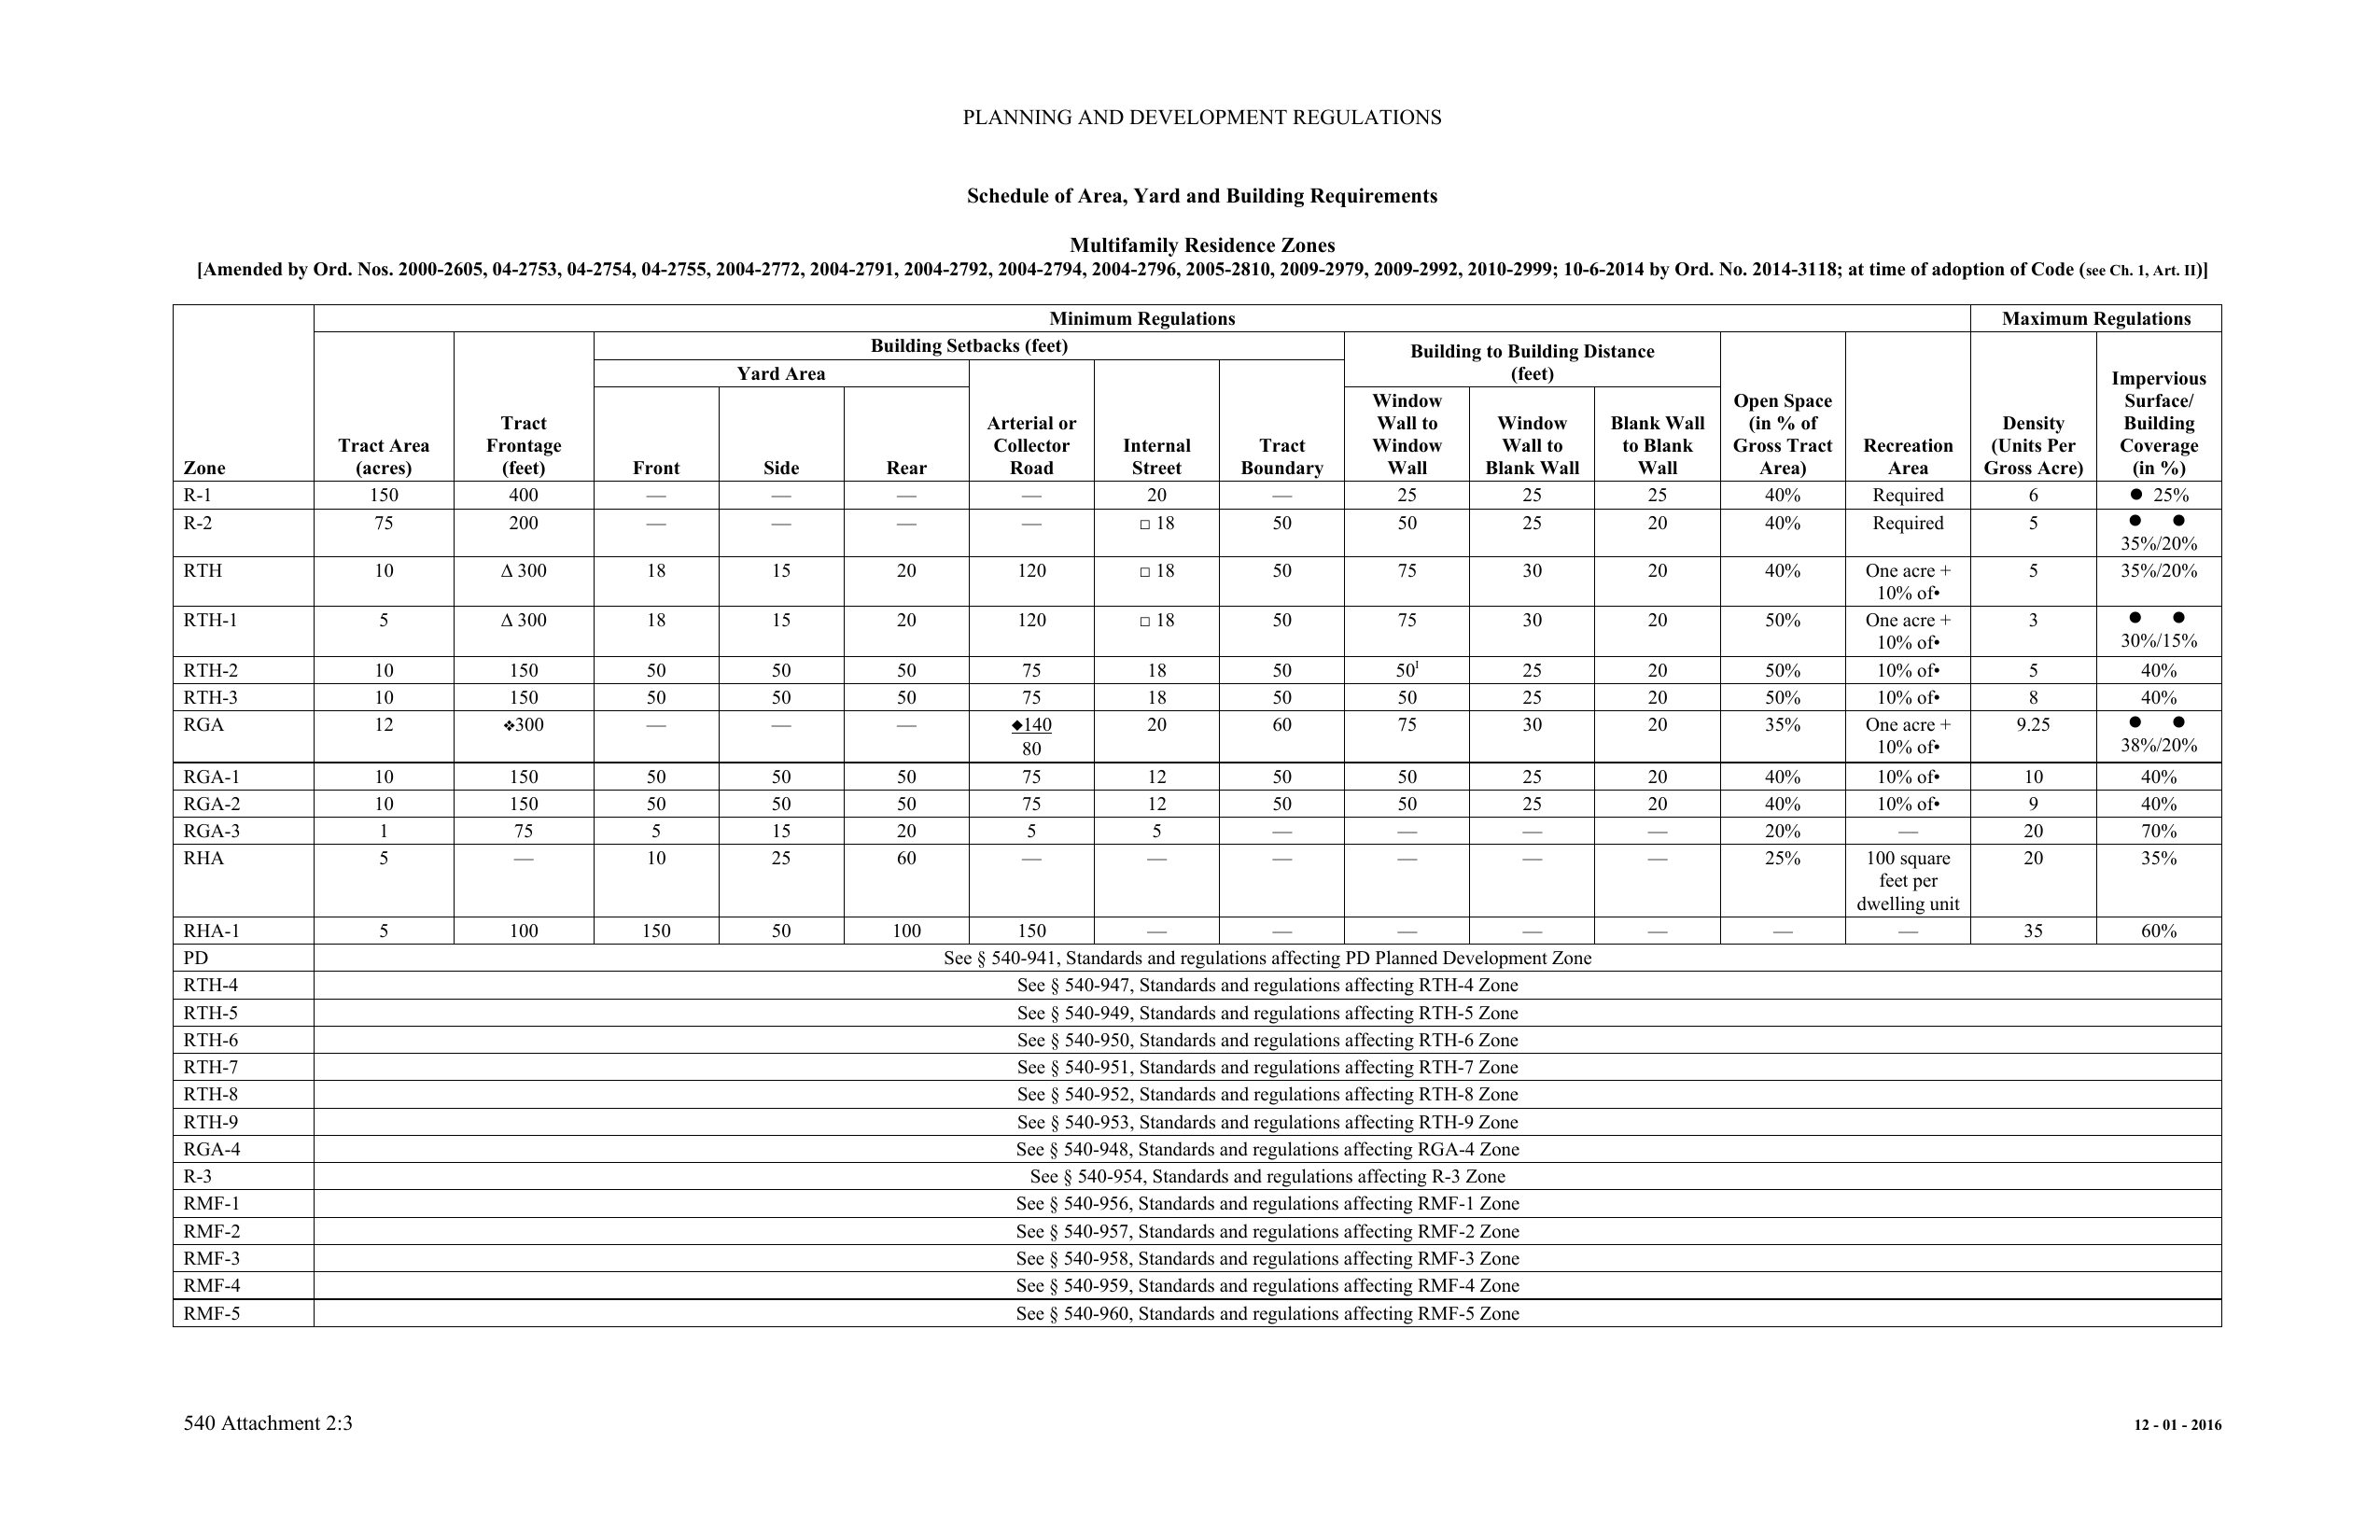 PLANNING AND DEVELOPMENT REGULATIONS
Schedule of Area, Yard and Building Requirements
Multifamily Residence Zones
[Amended by Ord. Nos. 2000-2605, 04-2753, 04-2754, 04-2755, 2004-2772, 2004-2791, 2004-2792, 2004-2794, 2004-2796, 2005-2810, 2009-2979, 2009-2992, 2010-2999; 10-6-2014 by Ord. No. 2014-3118; at time of adoption of Code (see Ch. 1, Art. II)]
Minimum Regulations Maximum Regulations
Building Setbacks (feet)
Building to Building Distance
(feet)
Yard Area
Zone
Tract Area
(acres)
Tract
Frontage
(feet)
Front
Side
Rear
Arterial or
Collector
Road
Internal
Street
Tract
Boundary
Window
Wall to
Window
Wall
Window
Wall to
Blank Wall
Blank Wall
to Blank
Wall
Open Space
(in % of
Gross Tract
Area)
Recreation
Area
Density
(Units Per
Gross Acre)
Impervious
Surface/
Building
Coverage
(in %)
R-1 150 400 — — — — 20 — 25 25 25 40% Required 6 ● 25%
R-2 75 200 — — — — □ 18 50 50 25 20 40% Required 5 ● ●
35%/20%
RTH 10 Δ 300 18 15 20 120 □ 18 50 75 30 20 40% One acre + 5 35%/20%
10% of•
RTH-1 5 Δ 300 18 15 20 120 □ 18 50 75 30 20 50% One acre + 3 ● ●
10% of• 30%/15%
RTH-2 10 150 50 50 50 75 18 50 50¹ 25 20 50% 10% of• 5 40%
RTH-3 10 150 50 50 50 75 18 50 50 25 20 50% 10% of• 8 40%
RGA 12 ❖300 — — — ◆140 20 60 75 30 20 35% One acre + 9.25 ● ●
80 10% of• 38%/20%
RGA-1 10 150 50 50 50 75 12 50 50 25 20 40% 10% of• 10 40%
RGA-2 10 150 50 50 50 75 12 50 50 25 20 40% 10% of• 9 40%
RGA-3 1 75 5 15 20 5 5 — — — — 20% — 20 70%
RHA 5 — 10 25 60 — — — — — — 25% 100 square 20 35%
feet per
dwelling unit
RHA-1 5 100 150 50 100 150 — — — — — — — 35 60%
PD See § 540-941, Standards and regulations affecting PD Planned Development Zone
RTH-4 See § 540-947, Standards and regulations affecting RTH-4 Zone
RTH-5 See § 540-949, Standards and regulations affecting RTH-5 Zone
RTH-6 See § 540-950, Standards and regulations affecting RTH-6 Zone
RTH-7 See § 540-951, Standards and regulations affecting RTH-7 Zone
RTH-8 See § 540-952, Standards and regulations affecting RTH-8 Zone
RTH-9 See § 540-953, Standards and regulations affecting RTH-9 Zone
RGA-4 See § 540-948, Standards and regulations affecting RGA-4 Zone
R-3 See § 540-954, Standards and regulations affecting R-3 Zone
RMF-1 See § 540-956, Standards and regulations affecting RMF-1 Zone
RMF-2 See § 540-957, Standards and regulations affecting RMF-2 Zone
RMF-3 See § 540-958, Standards and regulations affecting RMF-3 Zone
RMF-4 See § 540-959, Standards and regulations affecting RMF-4 Zone
RMF-5 See § 540-960, Standards and regulations affecting RMF-5 Zone
540 Attachment 2:3 12 - 01 - 2016